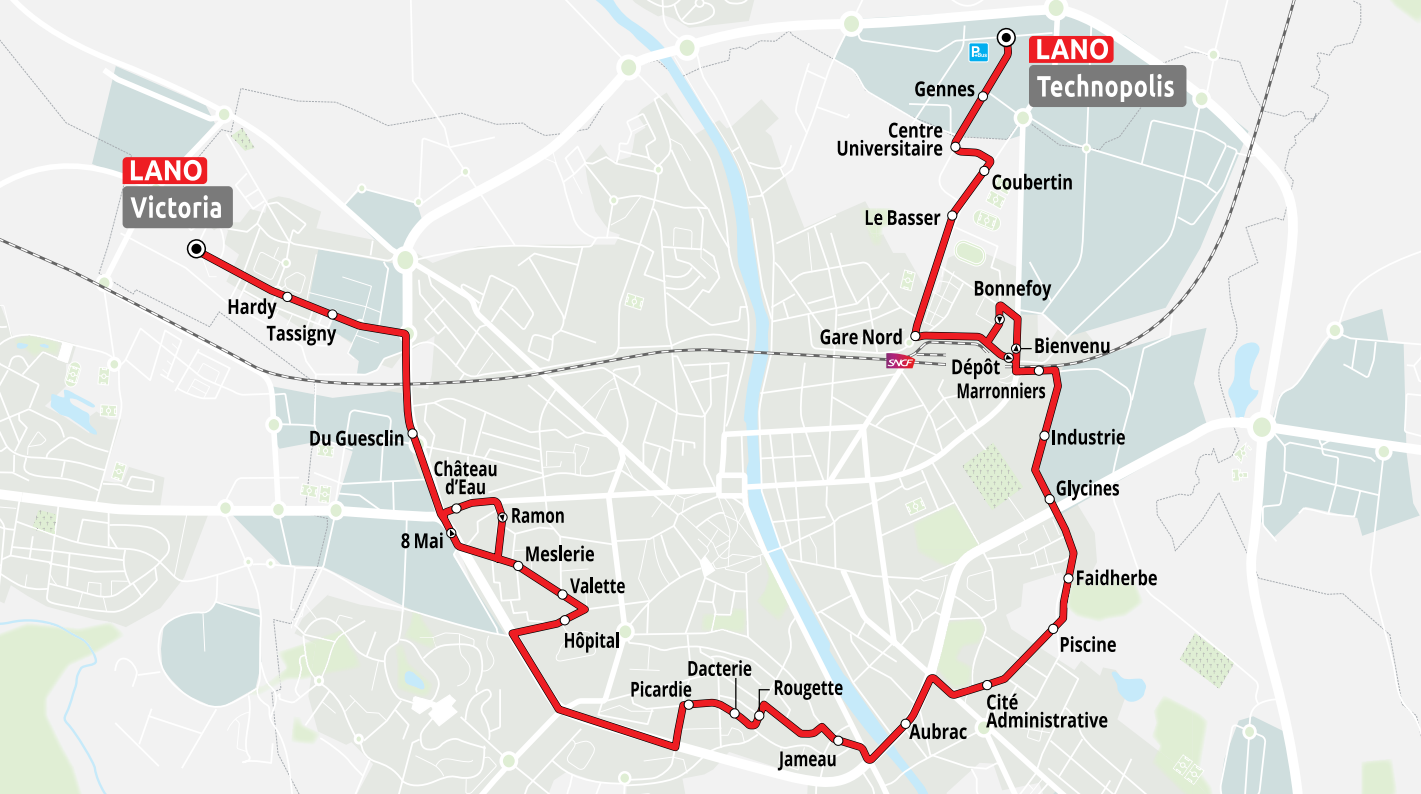 LANO
Technopolis
P+Bus
Gennes
Centre
Universitaire
Coubertin
LANO
Victoria
Le Basser
Hardy
Tassigny
Bonnefoy
Gare Nord
Bienvenu
SNCF
Dépôt
Marronniers
Du Guesclin
Industrie
Château
d'Eau
Glycines
Ramon
8 Mai
Meslerie
Valette
Faidherbe
Hôpital
Piscine
Dacterie
Picardie
Rougette
Cité
Administrative
Aubrac
Jameau